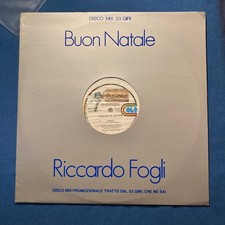 DISCO MIX 33 GIRI
Buon Natale
Riccardo Fogli
DISCO MIX PROMOZIONALE TRATTO DAL 33 GIRI CHE NE SAI